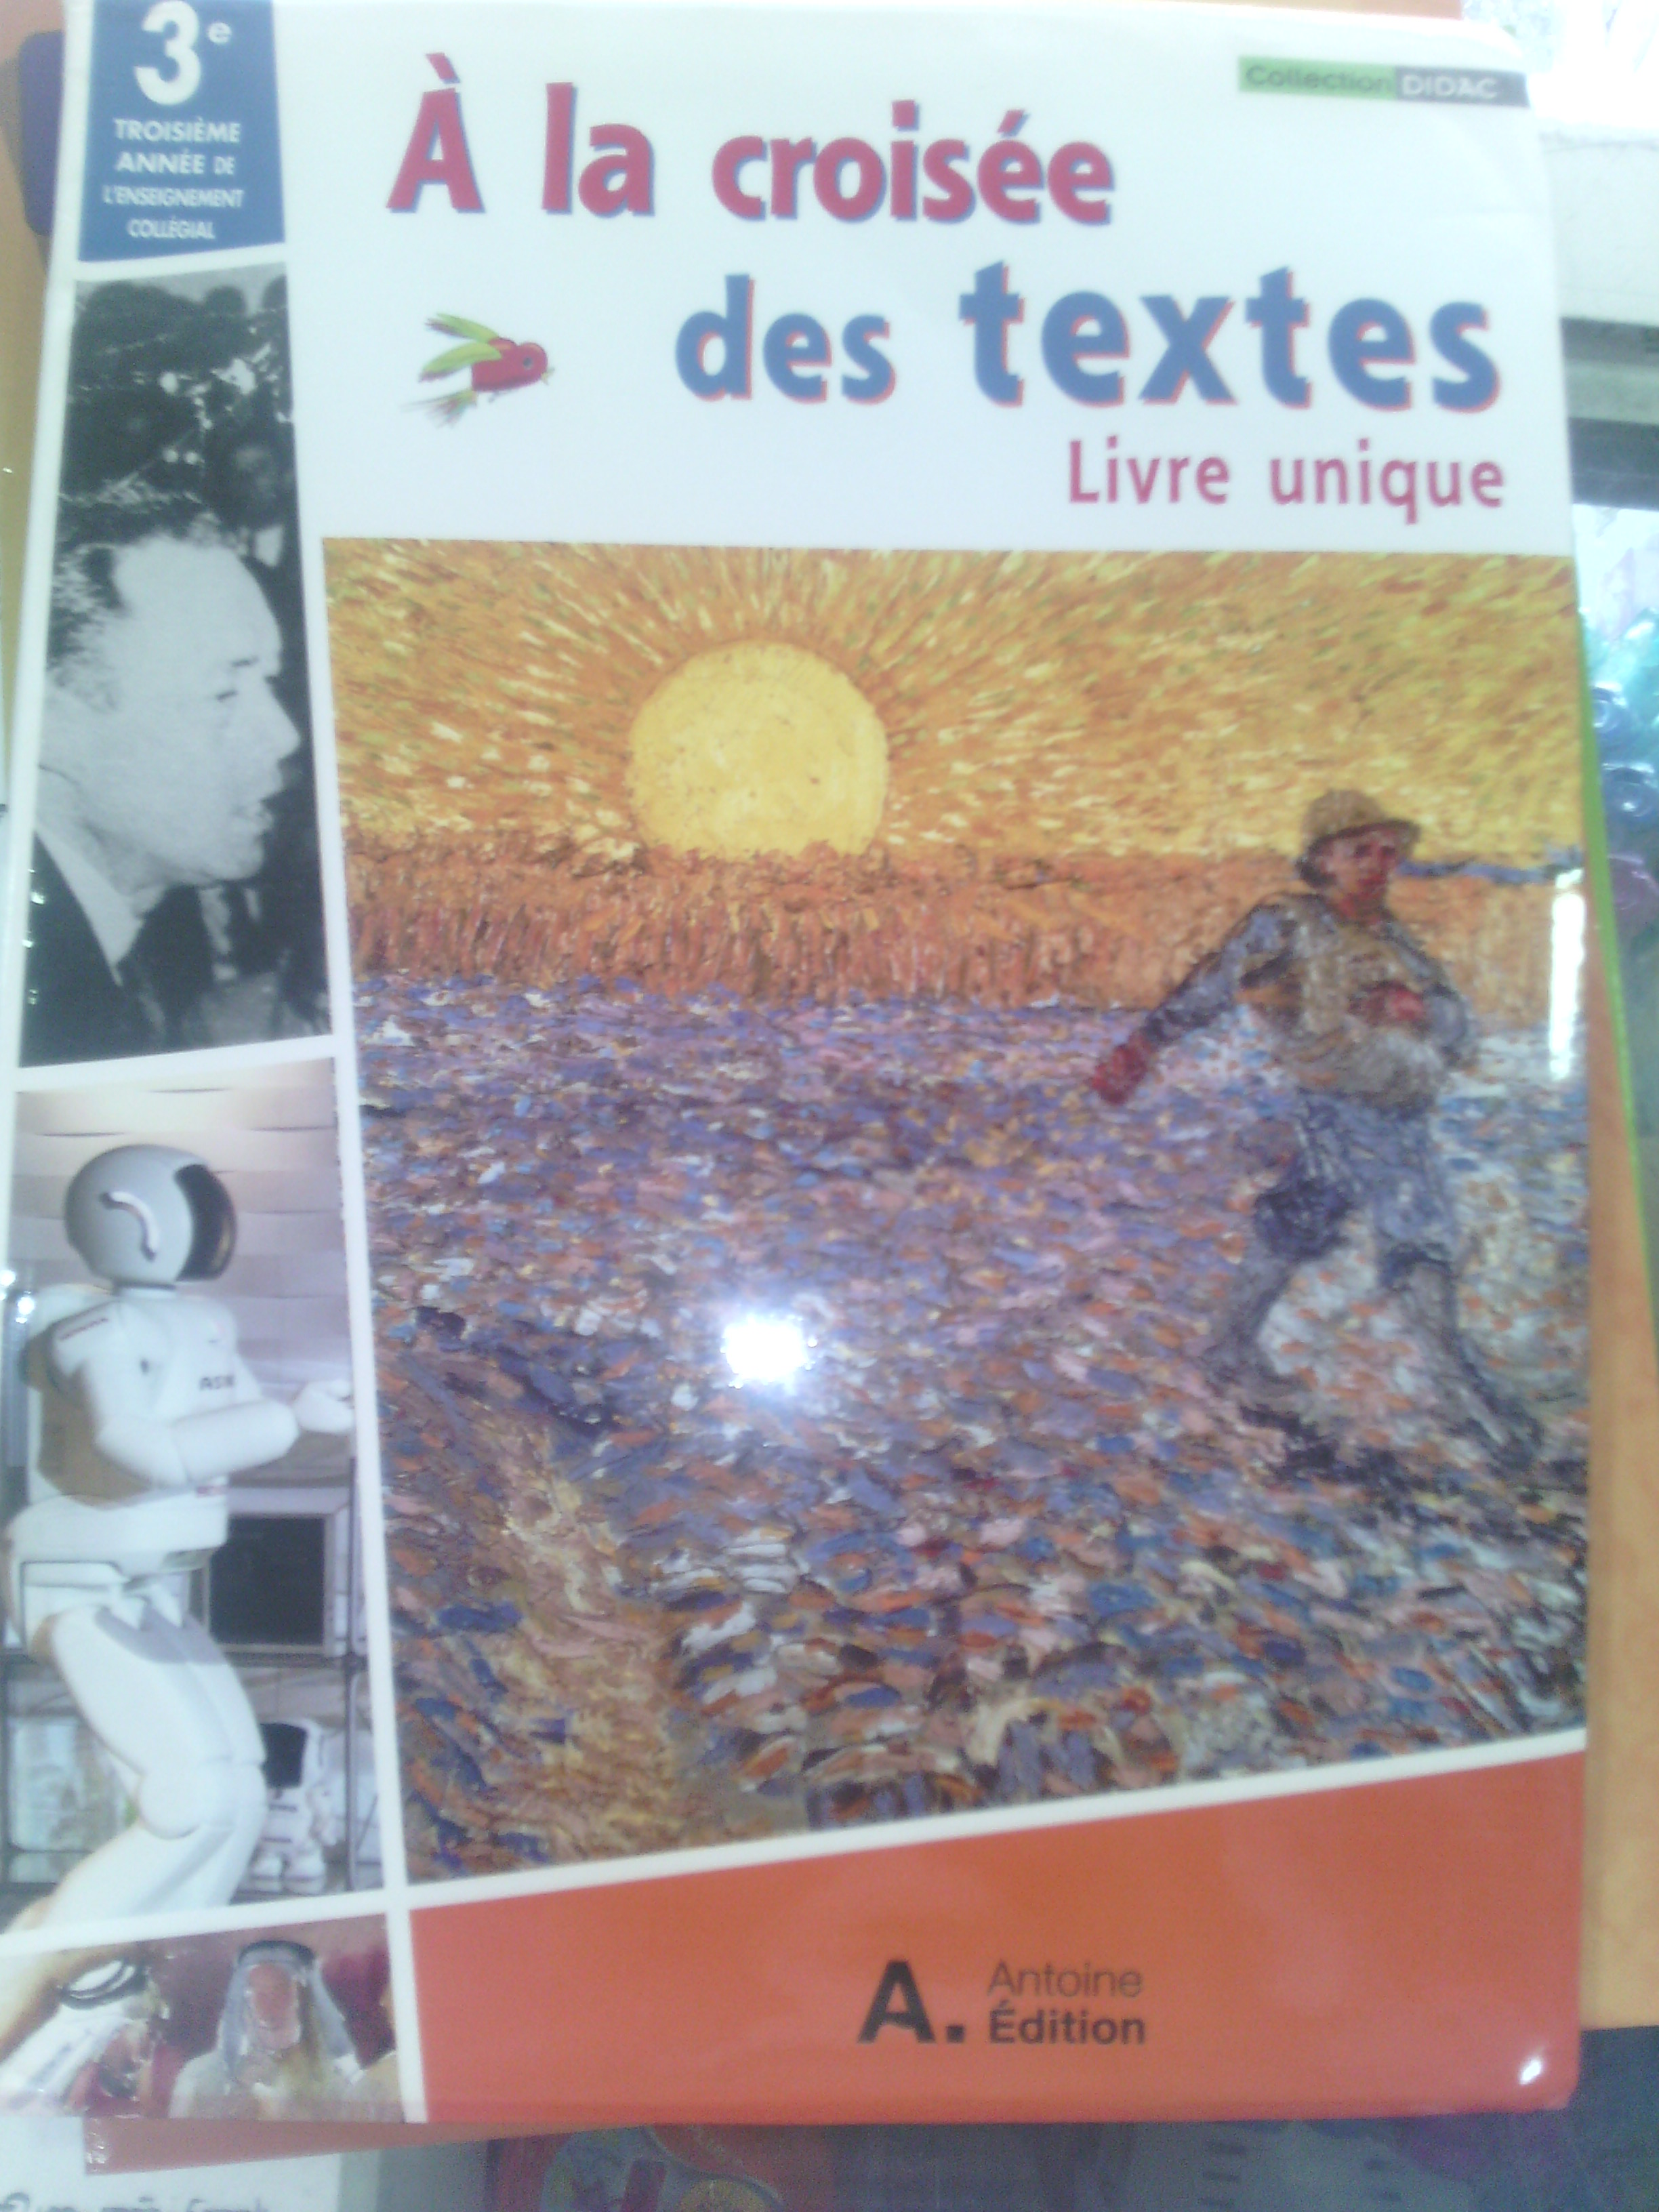 3e
TROISIÈME
ANNÉE DE
L'ENSEIGNEMENT
COLLÉGIAL
Collection DIDAC
À la croisée
des textes
Livre unique
A. Antoine
Édition